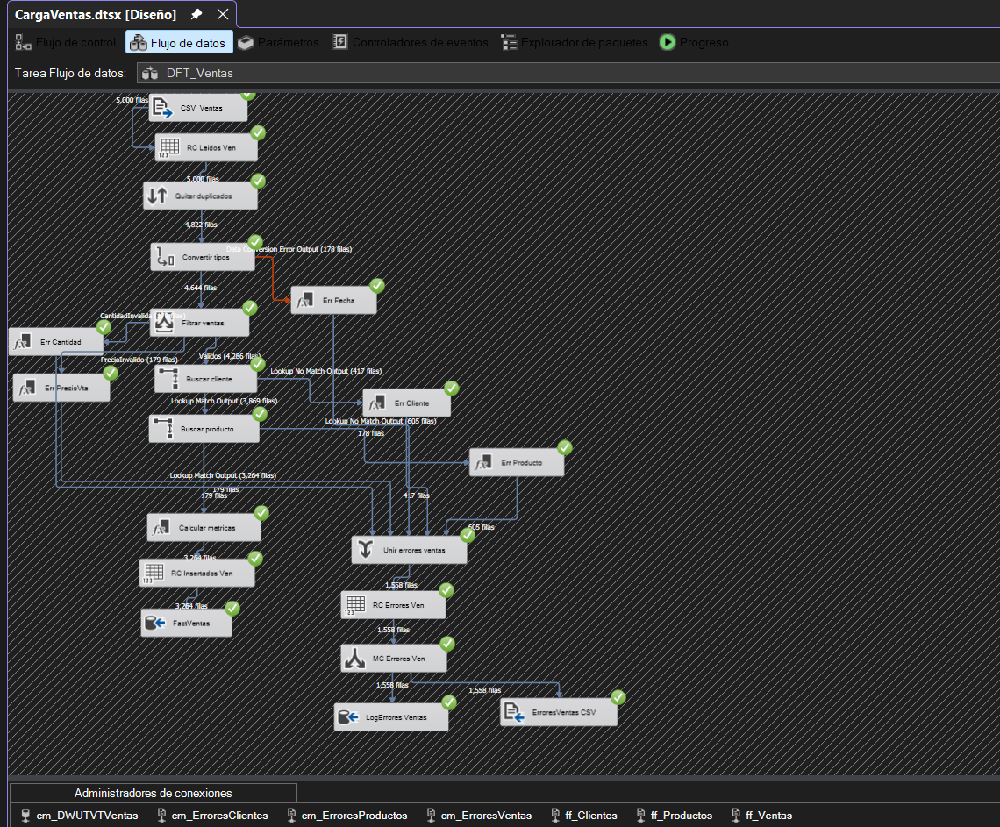 CargaVentas.dtsx [Diseño]
Flujo de control
Flujo de datos
Parámetros
Controladores de eventos
Explorador de paquetes
Progreso
Tarea Flujo de datos:
DFT_Ventas
5,000 filas
CSV_Ventas
RC Leidos Ven
5,000 filas
Quitar duplicados
4,822 filas
Data Conversion Error Output (178 filas)
Convertir tipos
4,644 filas
Err Fecha
CantidadInvalida
Filtrar ventas
Err Cantidad
Validos (4,286 filas)
PrecioInvalido (179 filas)
Lookup No Match Output (417 filas)
Buscar cliente
Err PrecioVta
Lookup Match Output (3,869 filas)
Err Cliente
Lookup No Match Output (605 filas)
Buscar producto
178 filas
Err Producto
Lookup Match Output (3,264 filas)
179 filas
179 filas
417 filas
Calcular metricas
605 filas
Unir errores ventas
3,264 filas
RC Insertados Ven
1,558 filas
3,264 filas
RC Errores Ven
FactVentas
1,558 filas
MC Errores Ven
1,558 filas
1,558 filas
LogErrores Ventas
ErroresVentas CSV
Administradores de conexiones
cm_DWUTVTVentas
cm_ErroresClientes
cm_ErroresProductos
cm_ErroresVentas
ff_Clientes
ff_Productos
ff_Ventas